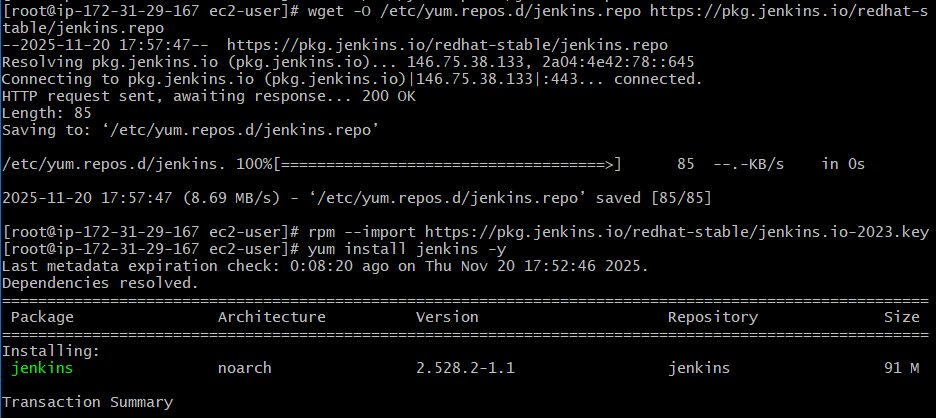 [root@ip-172-31-29-167 ec2-user]# wget -O /etc/yum.repos.d/jenkins.repo https://pkg.jenkins.io/redhat-s
table/jenkins.repo
--2025-11-20 17:57:47--  https://pkg.jenkins.io/redhat-stable/jenkins.repo
Resolving pkg.jenkins.io (pkg.jenkins.io)... 146.75.38.133, 2a04:4e42:78::645
Connecting to pkg.jenkins.io (pkg.jenkins.io)|146.75.38.133|:443... connected.
HTTP request sent, awaiting response... 200 OK
Length: 85
Saving to: ‘/etc/yum.repos.d/jenkins.repo’
/etc/yum.repos.d/jenkins. 100%[====================================>]      85  --.-KB/s    in 0s
2025-11-20 17:57:47 (8.69 MB/s) - ‘/etc/yum.repos.d/jenkins.repo’ saved [85/85]
[root@ip-172-31-29-167 ec2-user]# rpm --import https://pkg.jenkins.io/redhat-stable/jenkins.io-2023.key
[root@ip-172-31-29-167 ec2-user]# yum install jenkins -y
Last metadata expiration check: 0:08:20 ago on Thu Nov 20 17:52:46 2025.
Dependencies resolved.
========================================================================================================
 Package                Architecture          Version                     Repository              Size
========================================================================================================
Installing:
 jenkins                noarch                2.528.2-1.1                 jenkins                 91 M
Transaction Summary